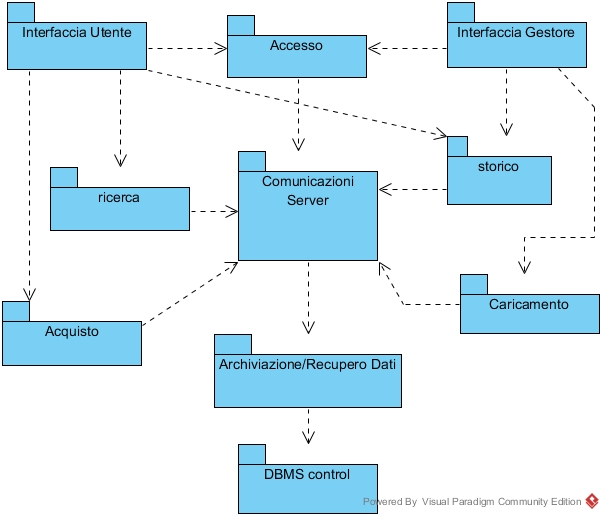 Interfaccia Utente
Accesso
Interfaccia Gestore
storico
Comunicazioni
Server
ricerca
Caricamento
Acquisto
Archiviazione/Recupero Dati
DBMS control
Powered By Visual Paradigm Community Edition